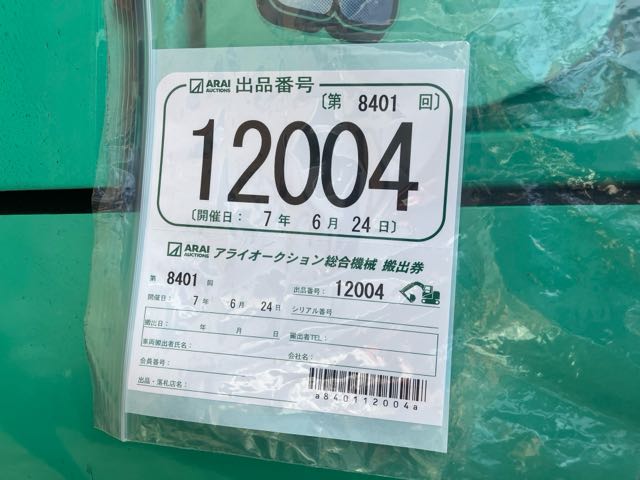 ARAI AUCTIONS 出品番号
〔第 8401 回〕
12004
〔開催日： 7 年 6 月 24 日〕
ARAI AUCTIONS アライオークション総合機械 搬出券
第 8401 回
出品番号： 12004
開催日： 7 年 6 月 24 日
シリアル番号
搬出日： 年 月 日
搬出者TEL：
車両搬出者氏名：
会社名：
会員番号：
出品・落札店名：
a840112004a